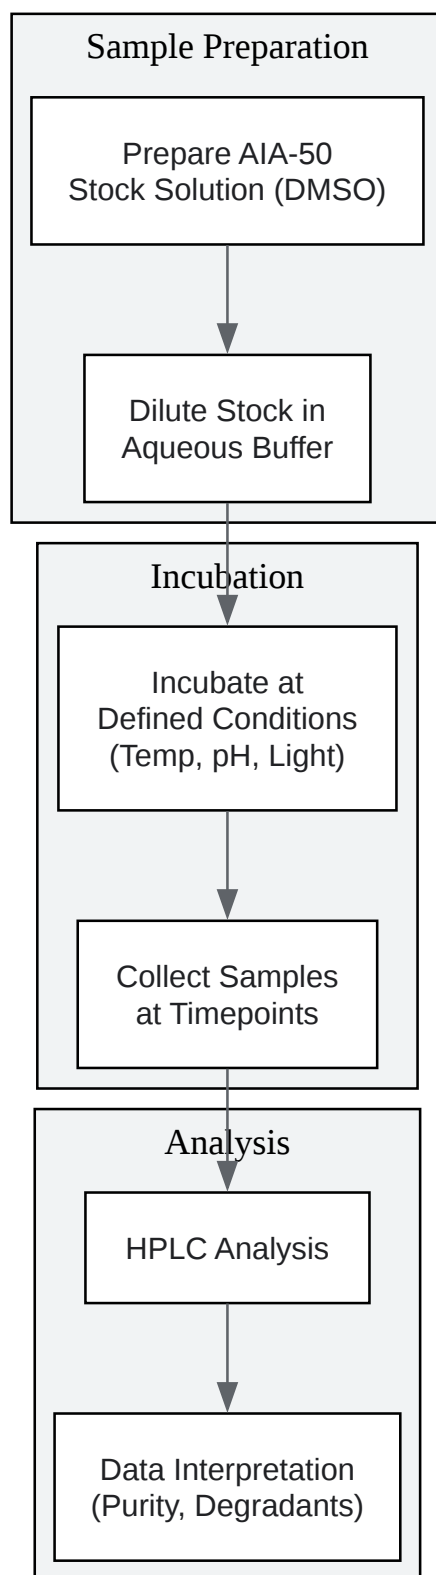 Sample Preparation
Prepare AIA-50
Stock Solution (DMSO)
Dilute Stock in
Aqueous Buffer
Incubation
Incubate at
Defined Conditions
(Temp, pH, Light)
Collect Samples
at Timepoints
Analysis
HPLC Analysis
Data Interpretation
(Purity, Degradants)